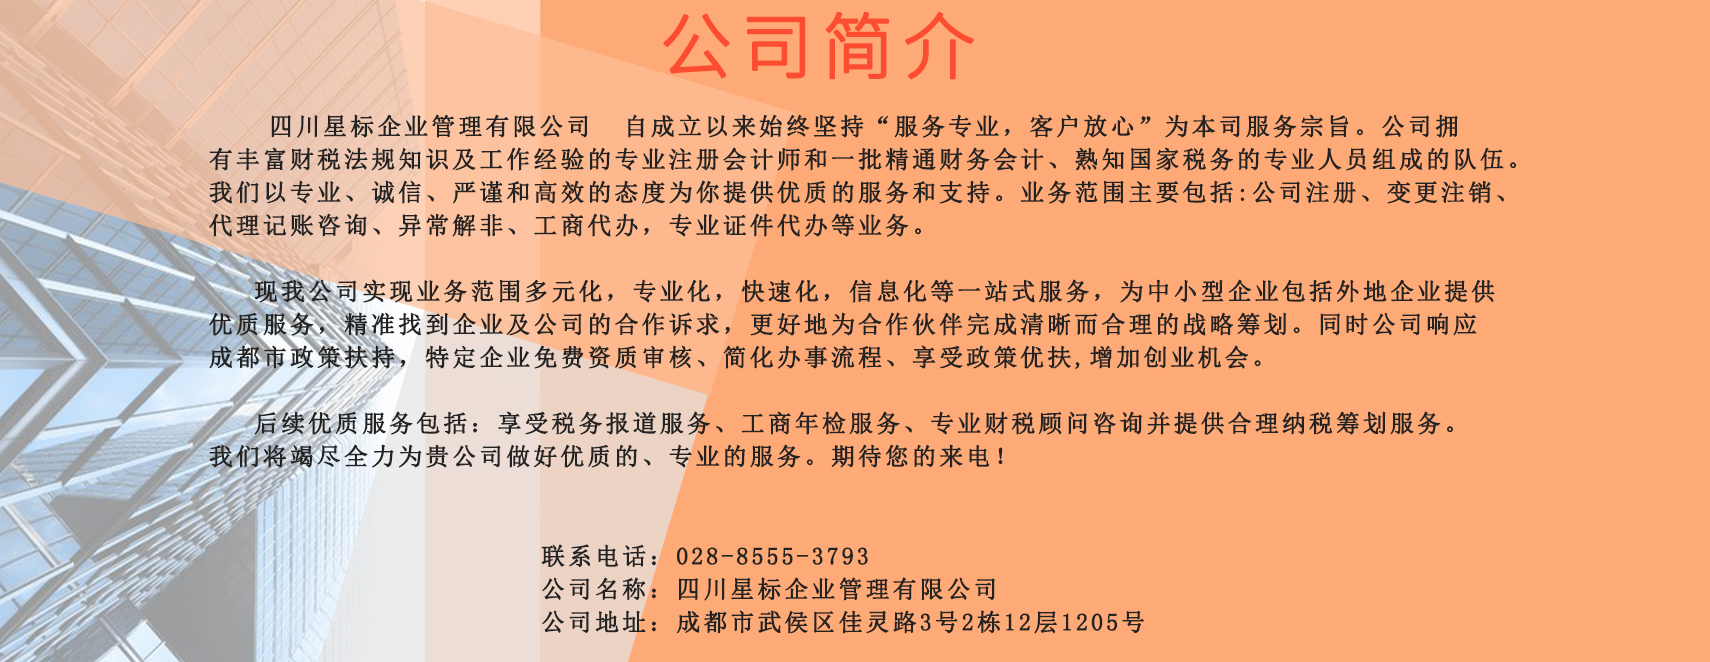 公司简介
四川星标企业管理有限公司 自成立以来始终坚持“服务专业，客户放心”为本司服务宗旨。公司拥
有丰富财税法规知识及工作经验的专业注册会计师和一批精通财务会计、熟知国家税务的专业人员组成的队伍。
我们以专业、诚信、严谨和高效的态度为你提供优质的服务和支持。业务范围主要包括:公司注册、变更注销、
代理记账咨询、异常解非、工商代办，专业证件代办等业务。
现我公司实现业务范围多元化，专业化，快速化，信息化等一站式服务，为中小型企业包括外地企业提供
优质服务，精准找到企业及公司的合作诉求，更好地为合作伙伴完成清晰而合理的战略筹划。同时公司响应
成都市政策扶持，特定企业免费资质审核、简化办事流程、享受政策优扶,增加创业机会。
后续优质服务包括：享受税务报道服务、工商年检服务、专业财税顾问咨询并提供合理纳税筹划服务。
我们将竭尽全力为贵公司做好优质的、专业的服务。期待您的来电！
联系电话：028-8555-3793
公司名称：四川星标企业管理有限公司
公司地址：成都市武侯区佳灵路3号2栋12层1205号